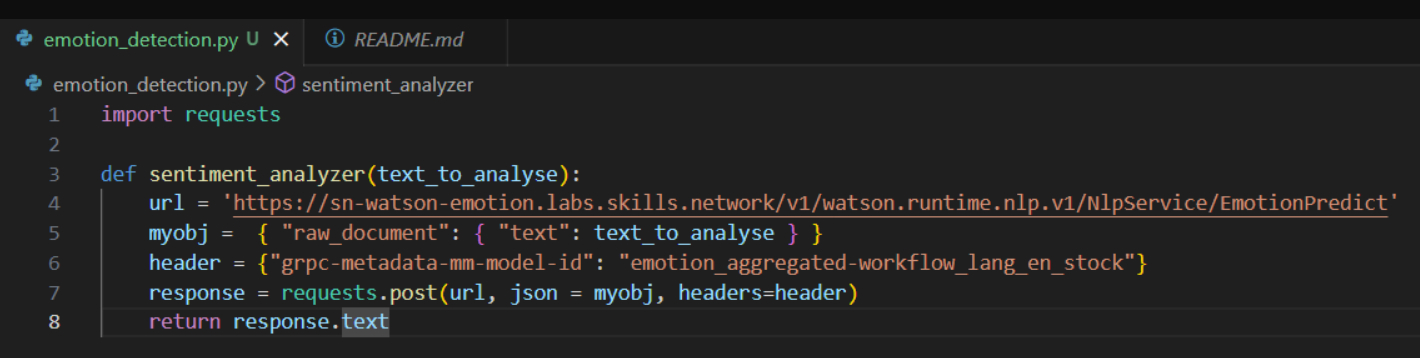 emotion_detection.py U ×
README.md
emotion_detection.py > sentiment_analyzer
1 import requests
2
3 def sentiment_analyzer(text_to_analyse):
4     url = 'https://sn-watson-emotion.labs.skills.network/v1/watson.runtime.nlp.v1/NlpService/EmotionPredict'
5     myobj =  { "raw_document": { "text": text_to_analyse } }
6     header = {"grpc-metadata-mm-model-id": "emotion_aggregated-workflow_lang_en_stock"}
7     response = requests.post(url, json = myobj, headers=header)
8     return response.text